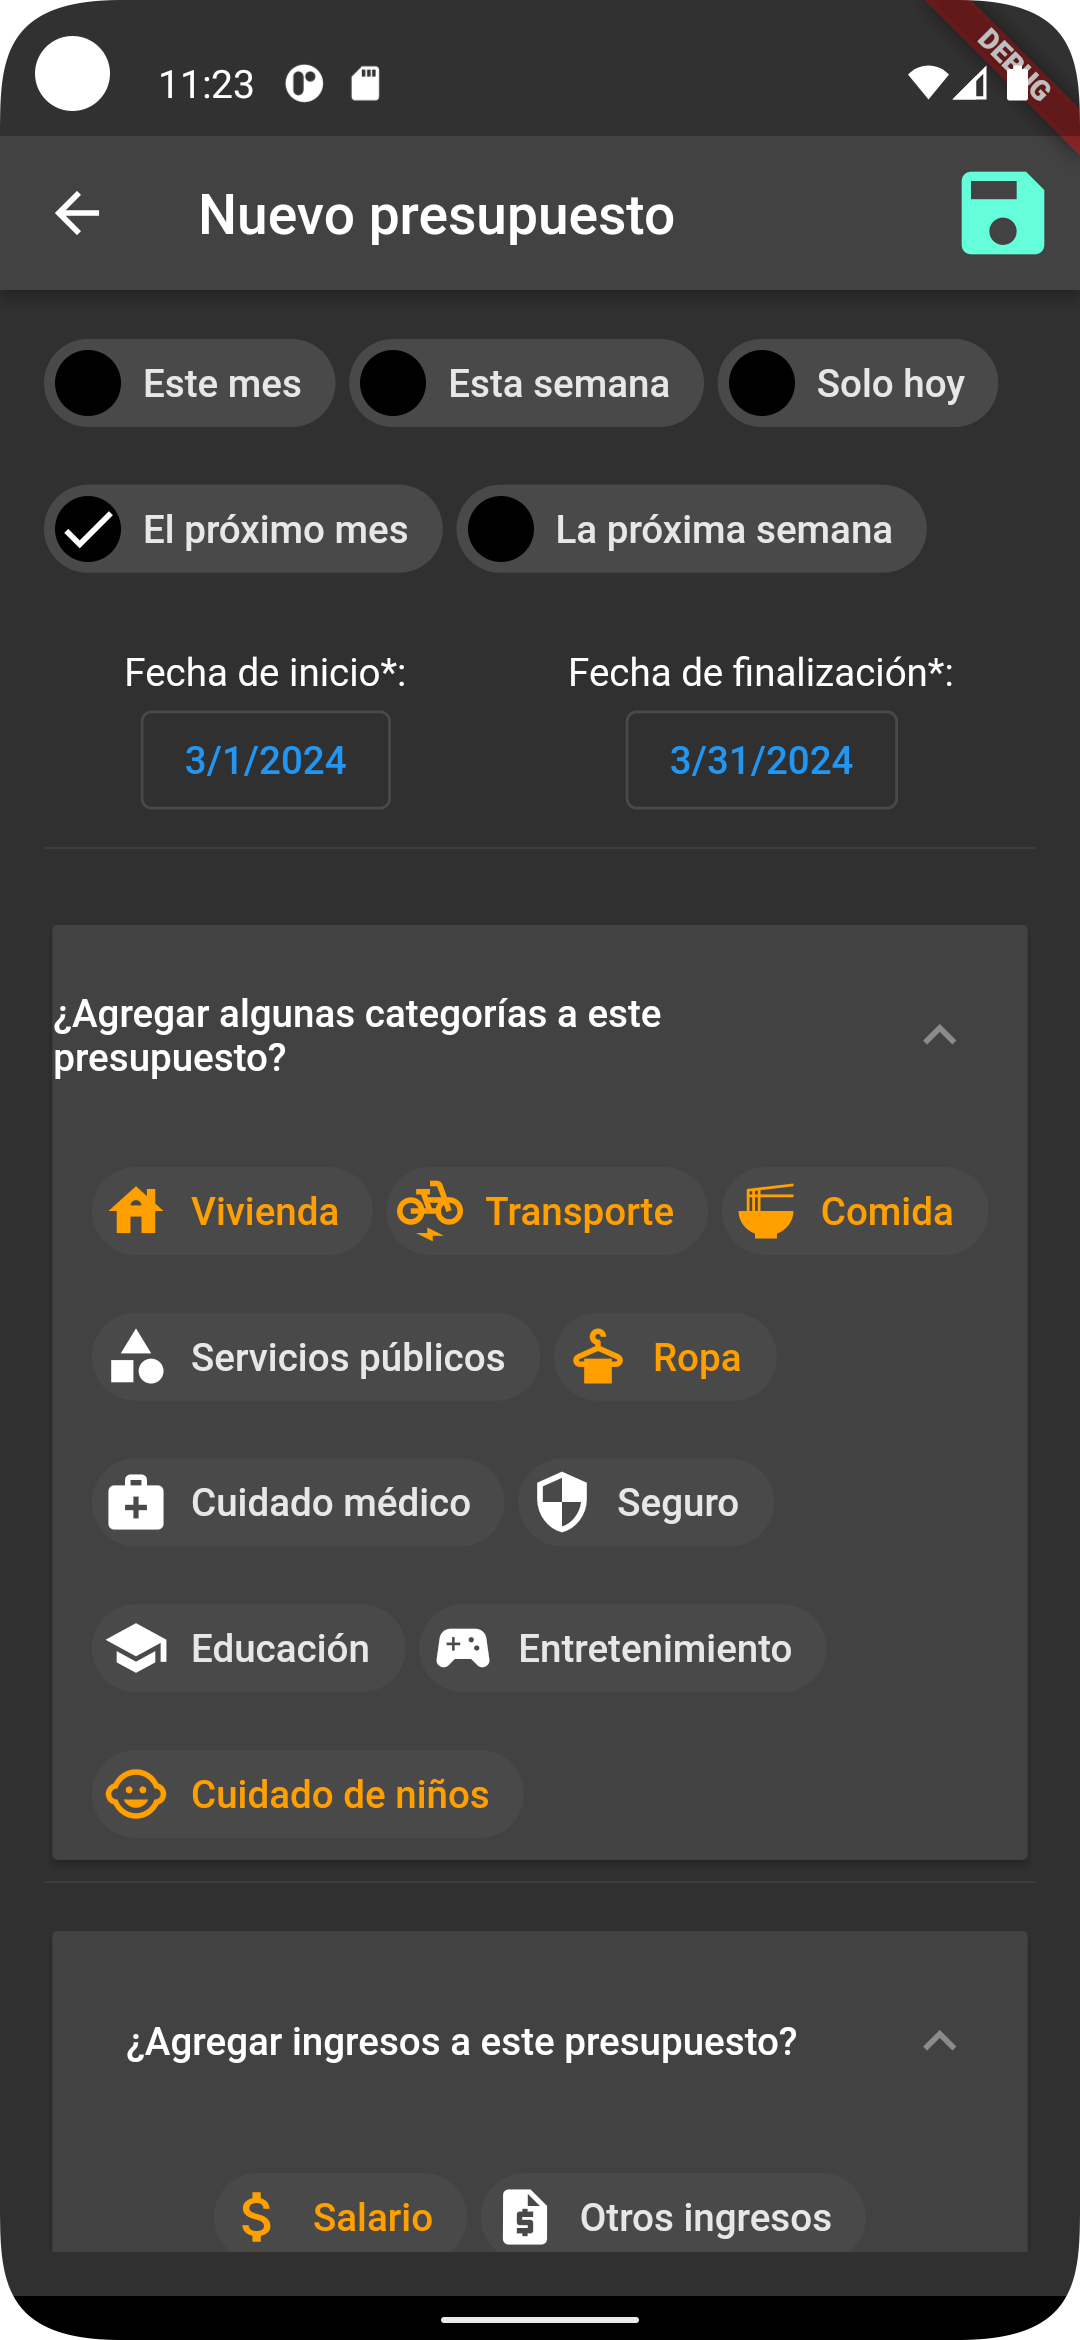 11:23
DEBUG
Nuevo presupuesto
Este mes
Esta semana
Solo hoy
El próximo mes
La próxima semana
Fecha de inicio*:
Fecha de finalización*:
3/1/2024
3/31/2024
¿Agregar algunas categorías a este
presupuesto?
Vivienda
Transporte
Comida
Servicios públicos
Ropa
Cuidado médico
Seguro
Educación
Entretenimiento
Cuidado de niños
¿Agregar ingresos a este presupuesto?
Salario
Otros ingresos